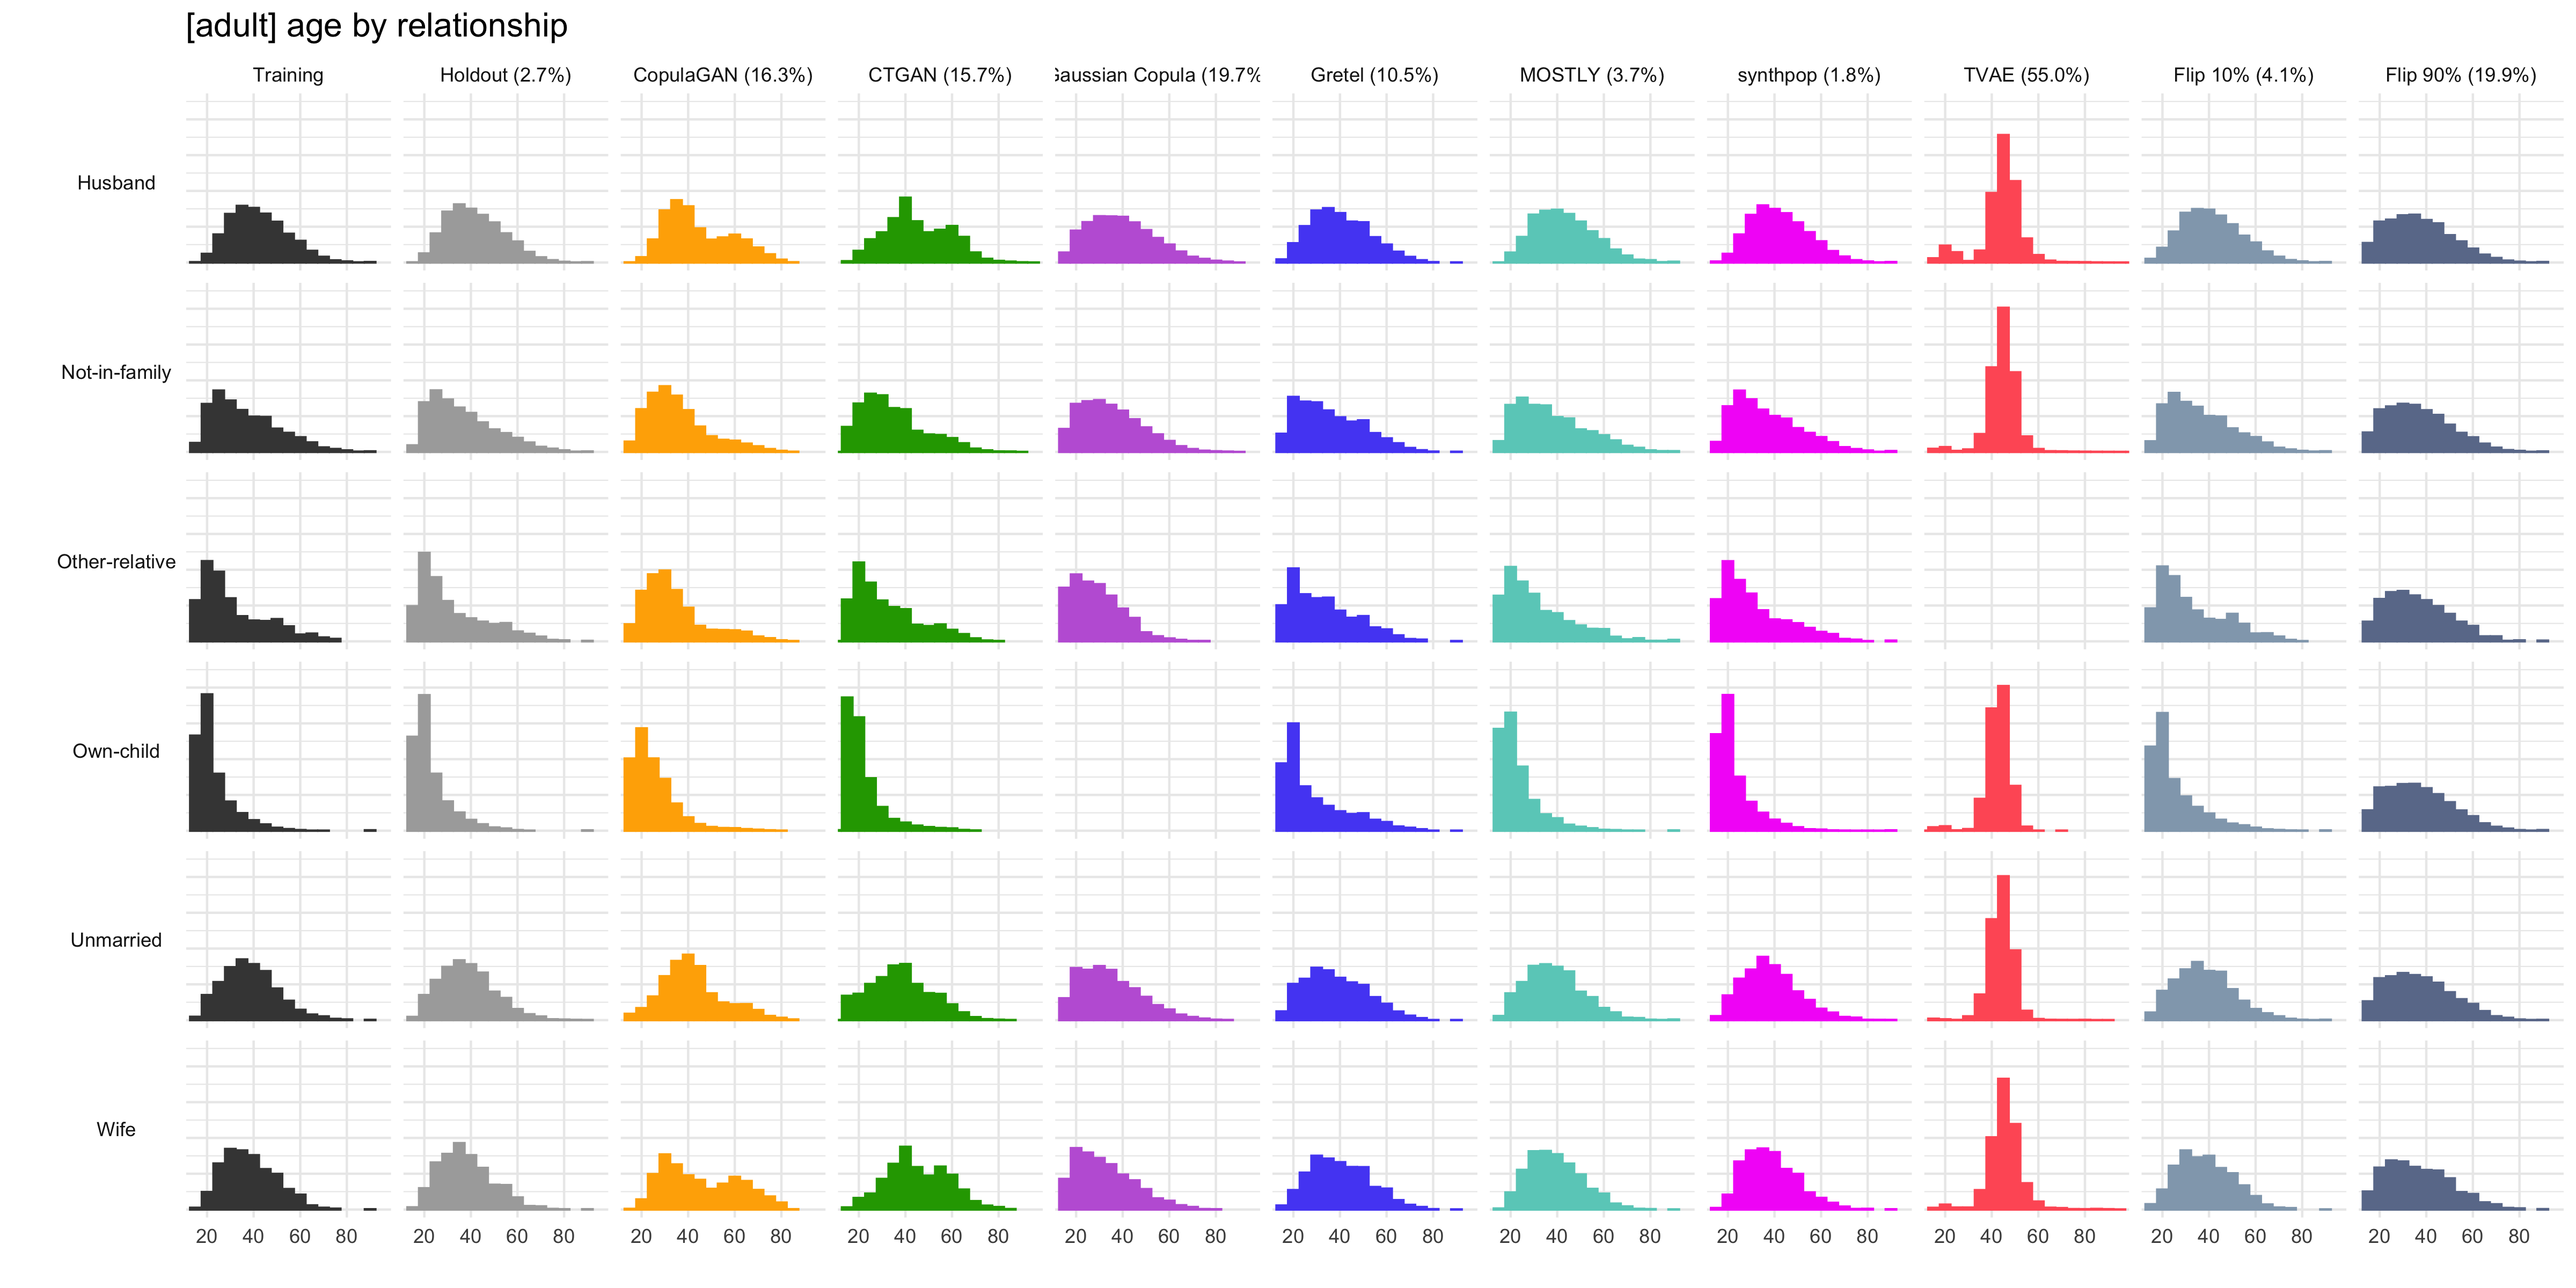 [adult] age by relationship
Training Holdout (2.7%) CopulaGAN (16.3%) CTGAN (15.7%) Gaussian Copula (19.7% Gretel (10.5%) MOSTLY (3.7%) synthpop (1.8%) TVAE (55.0%) Flip 10% (4.1%) Flip 90% (19.9%)
Husband
Not-in-family
Other-relative
Own-child
Unmarried
Wife
20 40 60 80 20 40 60 80 20 40 60 80 20 40 60 80 20 40 60 80 20 40 60 80 20 40 60 80 20 40 60 80 20 40 60 80 20 40 60 80 20 40 60 80